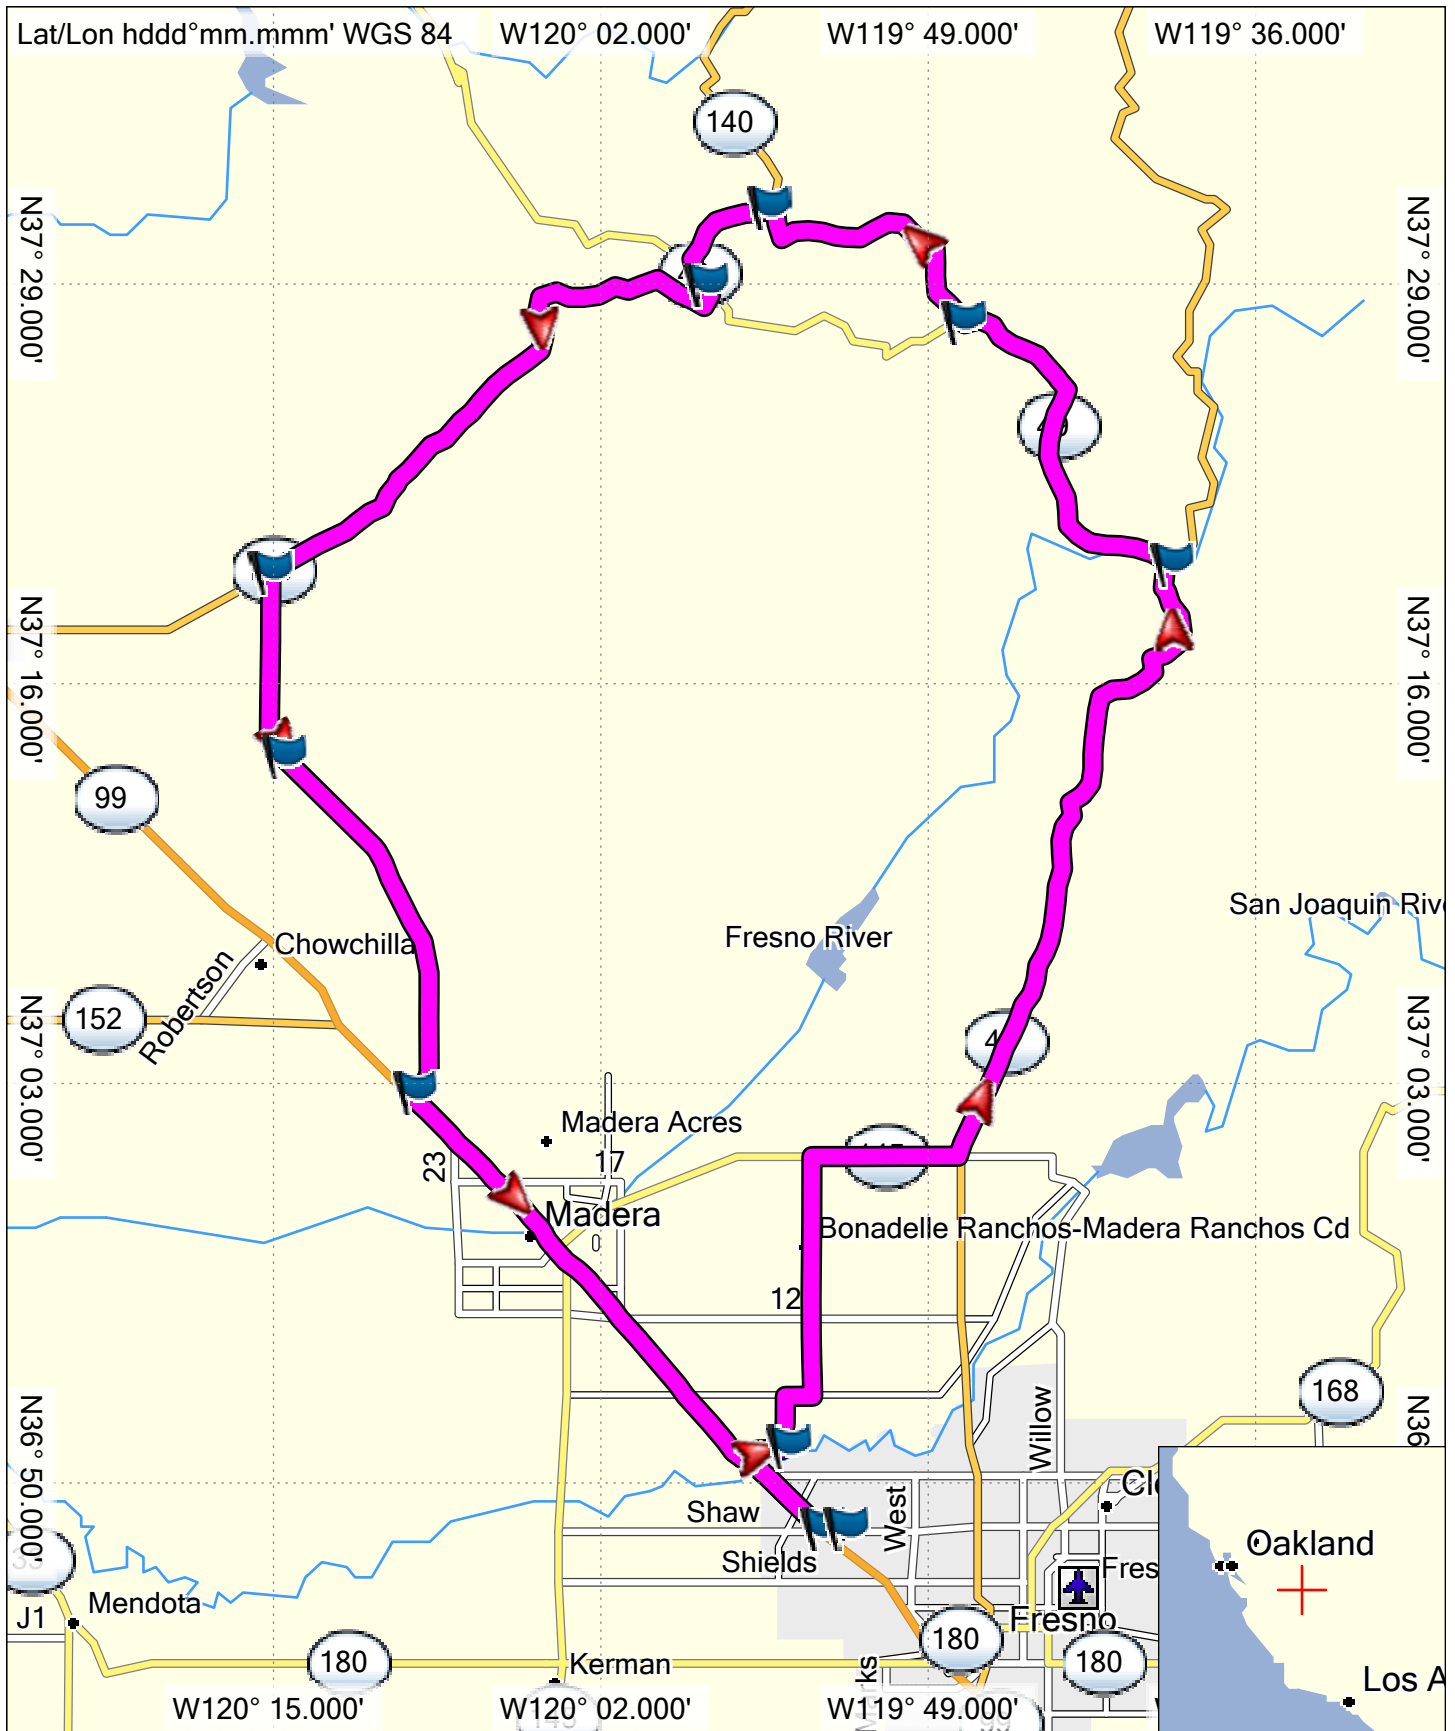 Lat/Lon hddd°mm.mmm' WGS 84
W120° 02.000'
W119° 49.000'
W119° 36.000'
140
N37° 29.000'
N37° 29.000'
N37° 16.000'
N37° 16.000'
99
Chowchilla
Robertson
152
Fresno River
San Joaquin
N37° 03.000'
N37° 03.000'
Madera Acres
17
23
Madera
Bonadelle Ranchos-Madera Ranchos Cd
12
168
N36° 50.000'
N36°
Willow
West
Shaw
Shields
Oakland
Mendota
J1
Fresno
180
180
180
Kerman
Marks
Los A
W120° 15.000'
W120° 02.000'
W119° 49.000'
99